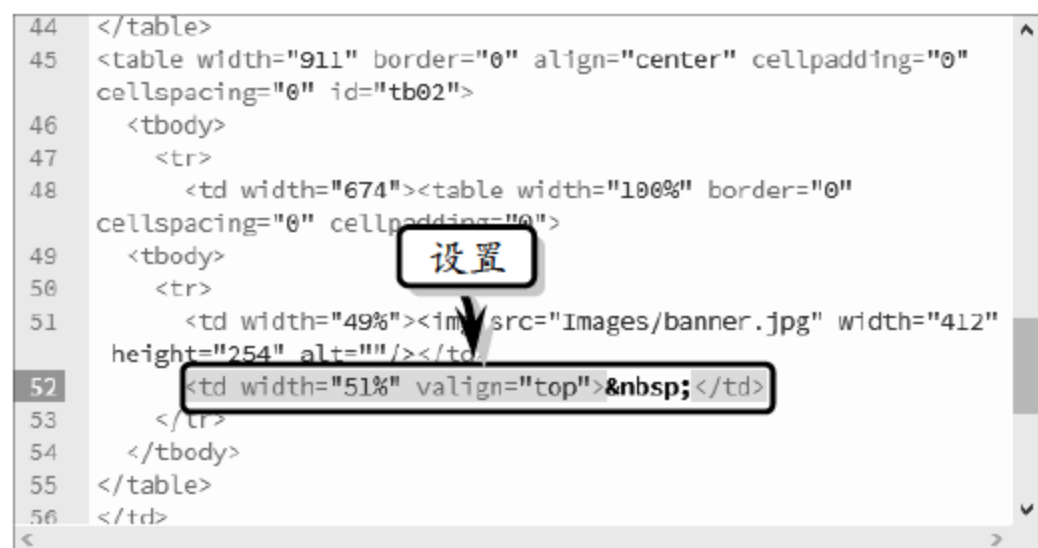 44 </table>
45 <table width="911" border="0" align="center" cellpadding="0"
cellspacing="0" id="tb02">
46 <tbody>
47 <tr>
48 <td width="674"><table width="100%" border="0"
cellspacing="0" cellpadding="0">
49 <tbody>
设置
50 <tr>
51 <td width="49%"><img src="Images/banner.jpg" width="412"
height="254" alt=""/></td>
52 <td width="51%" valign="top">&nbsp;</td>
53 </tr>
54 </tbody>
55 </table>
56 </td>